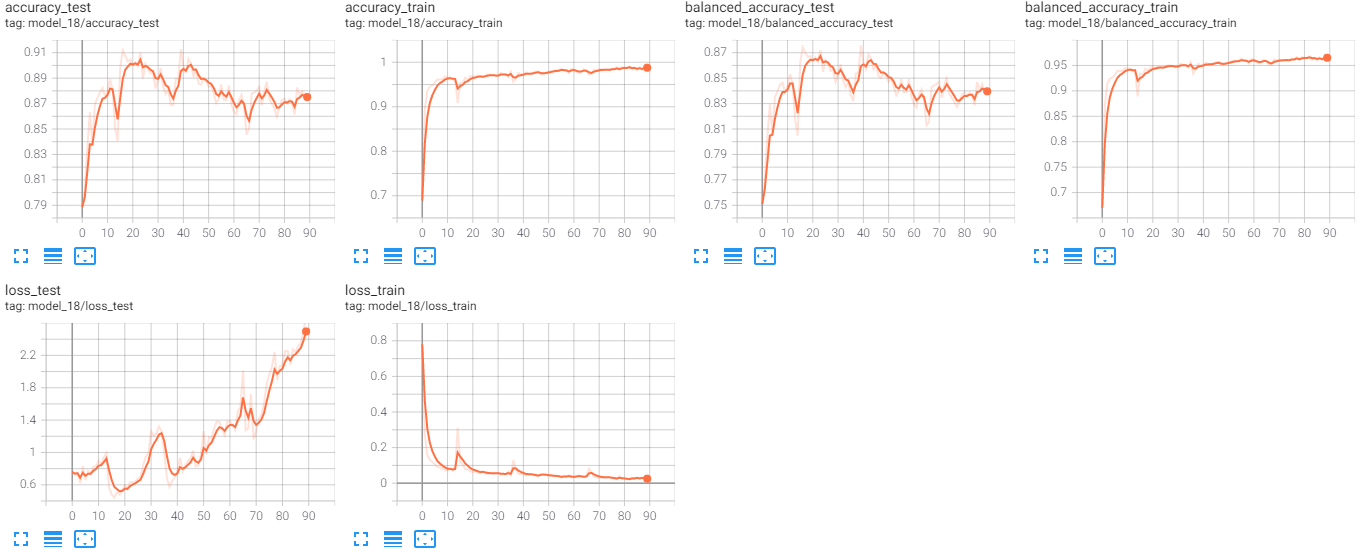 accuracy_test
tag: model_18/accuracy_test
0.91
0.89
0.87
0.85
0.83
0.81
0.79
0 10 20 30 40 50 60 70 80 90
accuracy_train
tag: model_18/accuracy_train
1
0.9
0.8
0.7
0 10 20 30 40 50 60 70 80 90
balanced_accuracy_test
tag: model_18/balanced_accuracy_test
0.87
0.85
0.83
0.81
0.79
0.77
0.75
0 10 20 30 40 50 60 70 80 90
balanced_accuracy_train
tag: model_18/balanced_accuracy_train
0.95
0.9
0.85
0.8
0.7
0 10 20 30 40 50 60 70 80 90
loss_test
tag: model_18/loss_test
2.2
1.8
1.4
1
0.6
0 10 20 30 40 50 60 70 80 90
loss_train
tag: model_18/loss_train
0.8
0.6
0.4
0.2
0
0 10 20 30 40 50 60 70 80 90